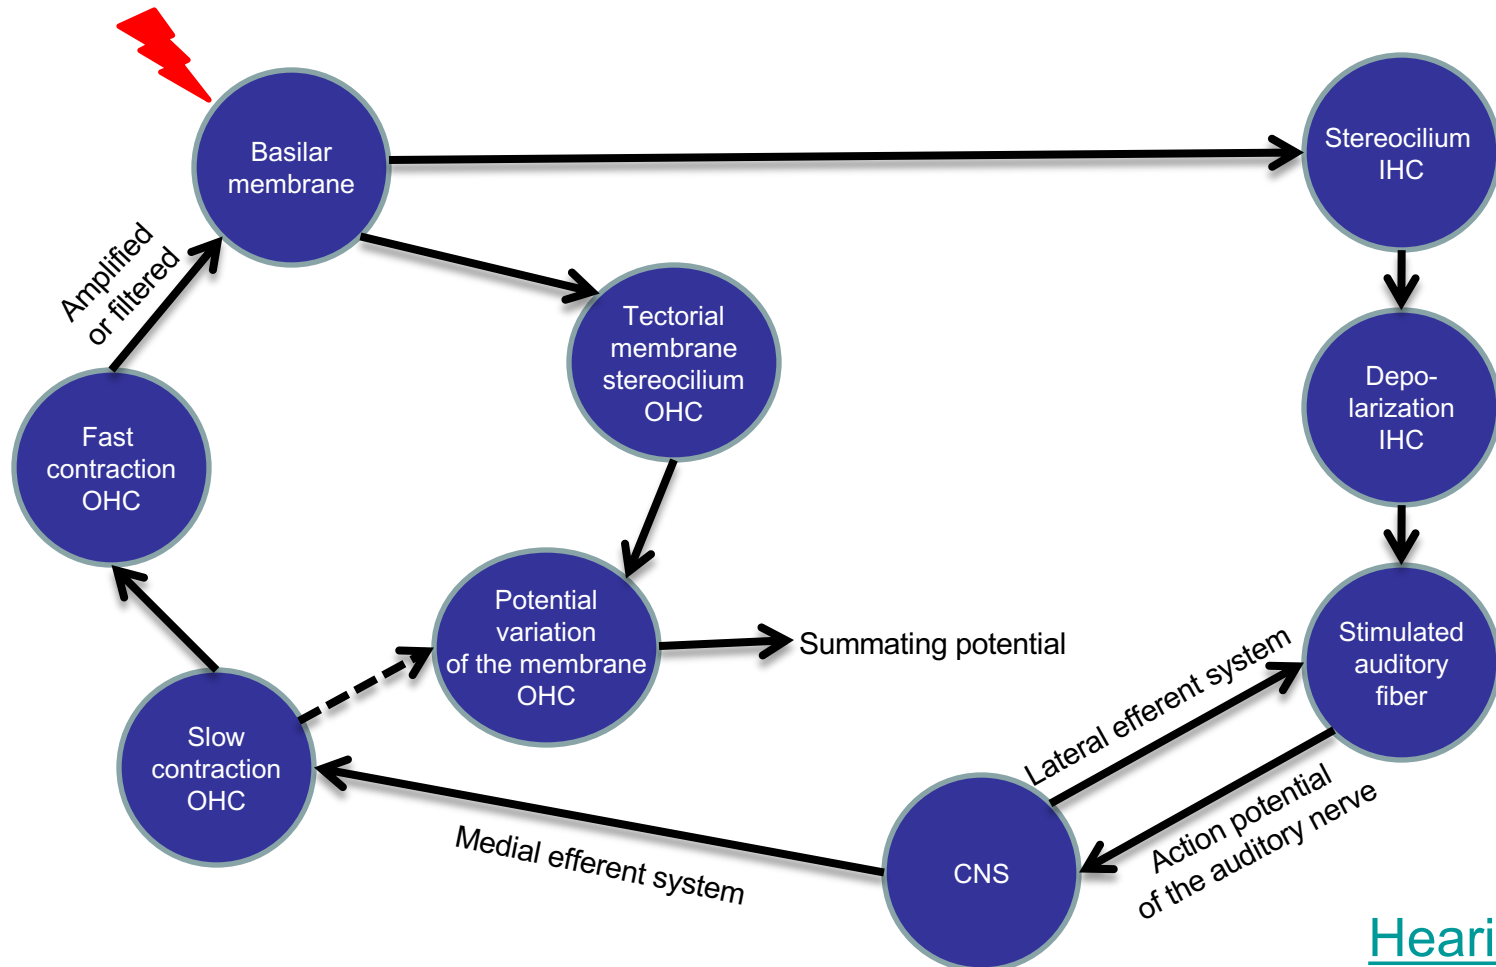 Basilar
membrane
Stereocilium
IHC
Amplified
or filtered
Tectorial
membrane
stereocilium
OHC
Depo-
larization
IHC
Fast
contraction
OHC
Potential
variation
of the membrane
OHC
Summating potential
Stimulated
auditory
fiber
Lateral efferent system
Slow
contraction
OHC
Medial efferent system
CNS
Action potential
of the auditory nerve
Heari